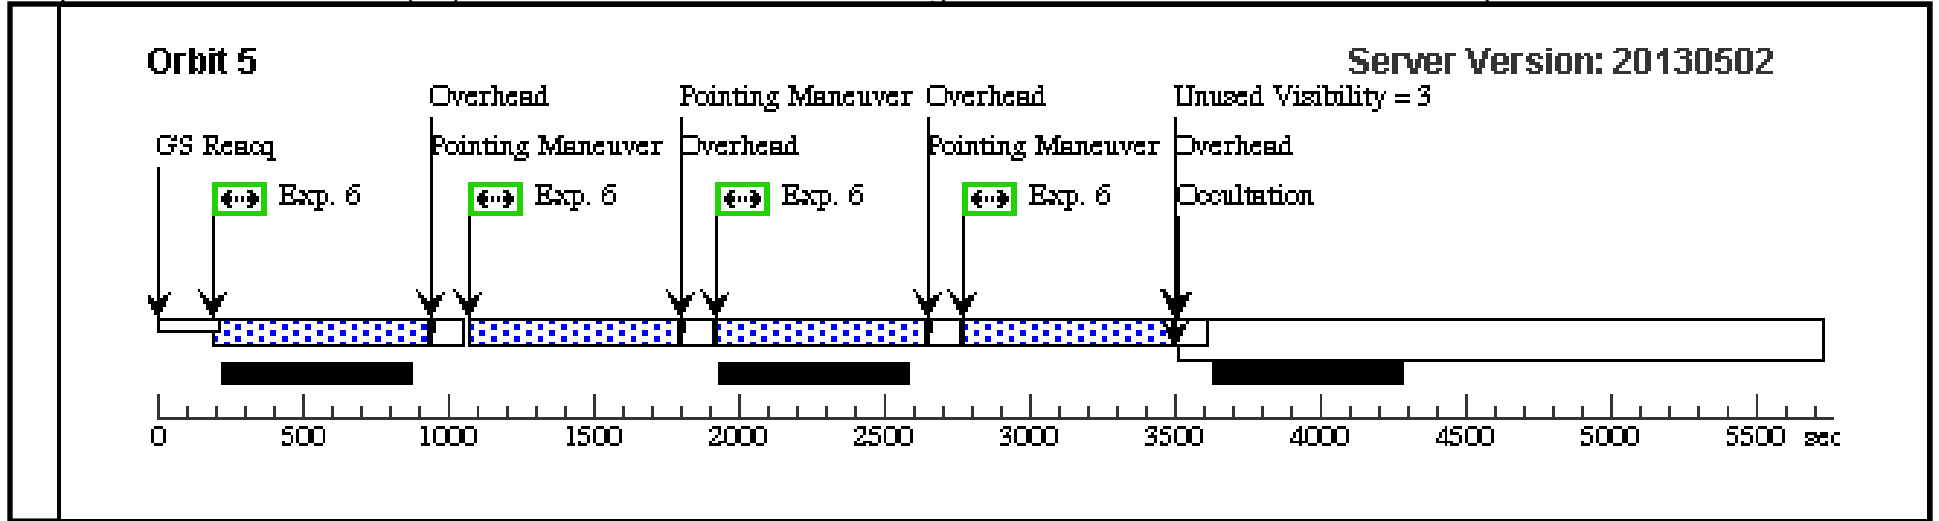 Orbit 5 Server Version: 20130502
Overhead Pointing Maneuver Overhead Unused Visibility = 3
GS Reacq Pointing Maneuver Overhead Pointing Maneuver Overhead
Exp. 6 Exp. 6 Exp. 6 Exp. 6 Occultation
0 500 1000 1500 2000 2500 3000 3500 4000 4500 5000 5500 sec